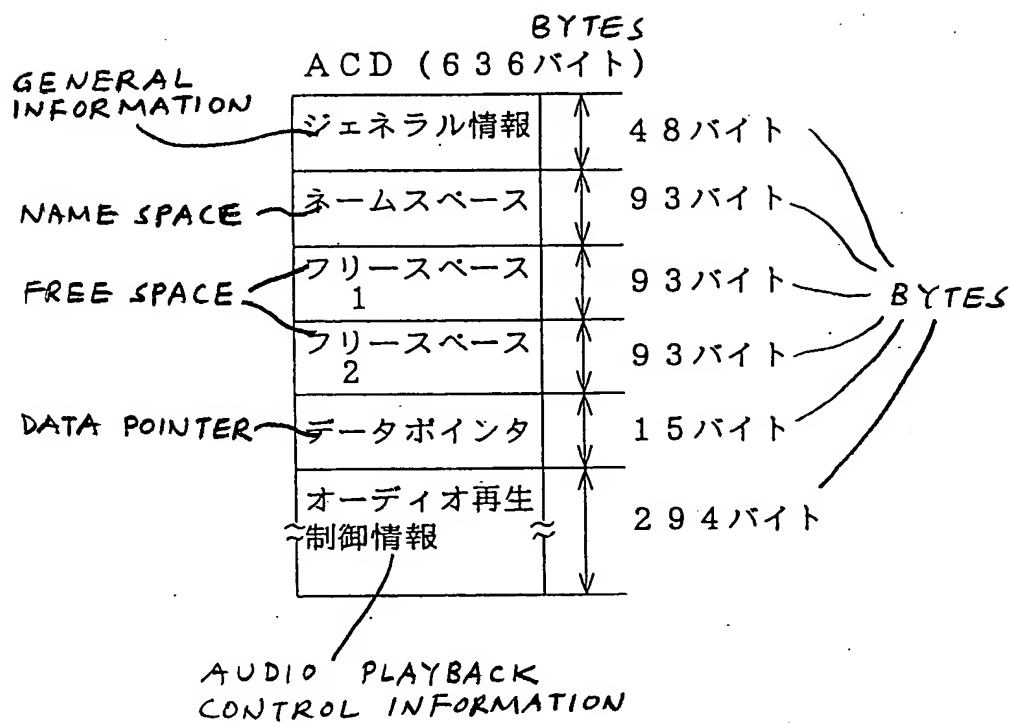 BYTES
ACD (636バイト)
GENERAL
INFORMATION
ジェネラル情報
48バイト
NAME SPACE
ネームスペース
93バイト
FREE SPACE
フリースペース
1
93バイト
BYTES
フリースペース
2
93バイト
DATA POINTER
データポインタ
15バイト
オーディオ再生
制御情報
294バイト
AUDIO PLAYBACK
CONTROL INFORMATION